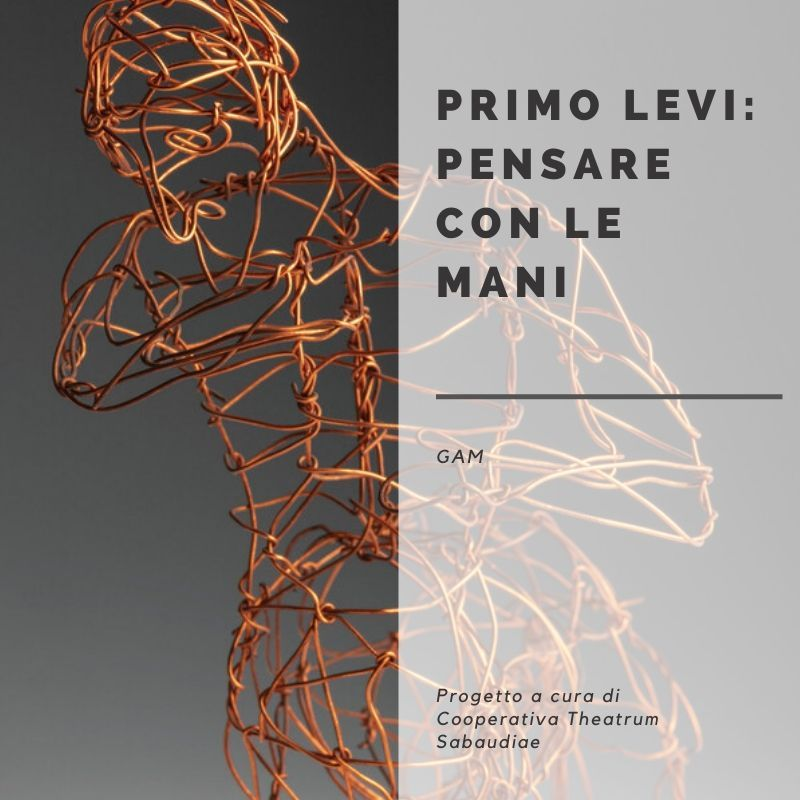 PRIMO LEVI:
PENSARE
CON LE
MANI
GAM
Progetto a cura di
Cooperativa Theatrum
Sabaudiae